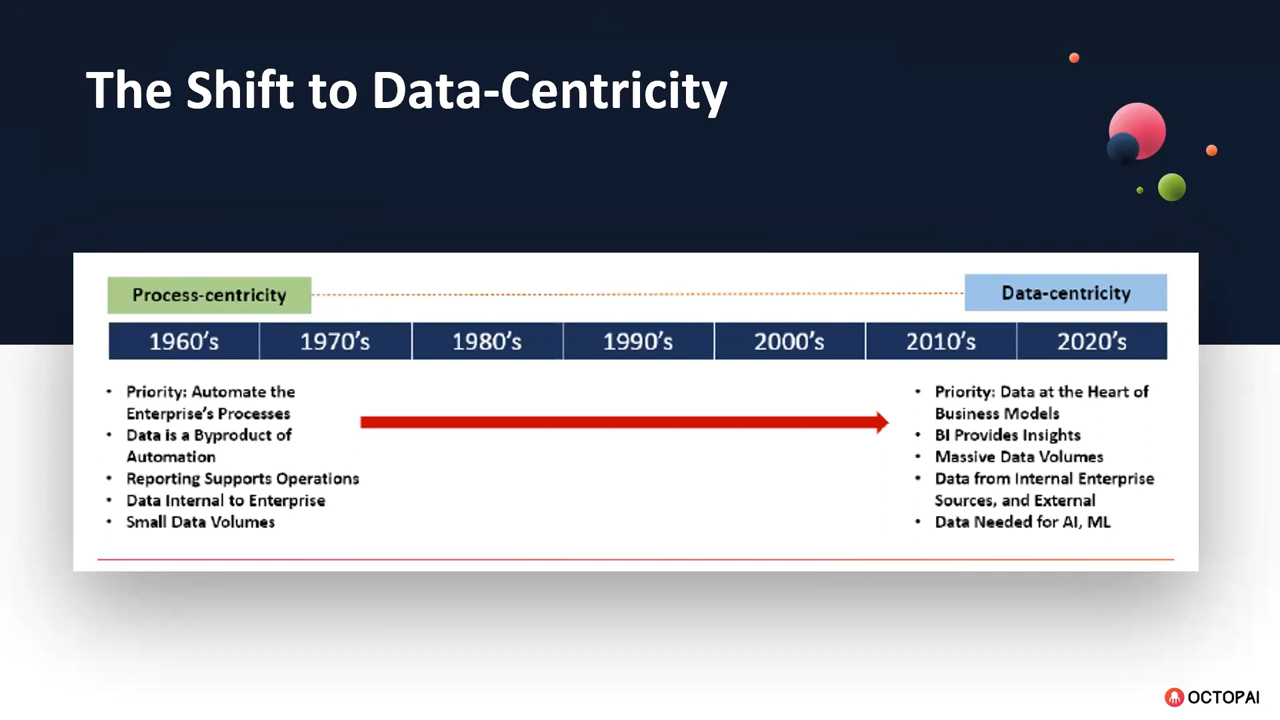 The Shift to Data-Centricity
Process-centricity
Data-centricity
1960’s
1970’s
1980’s
1990’s
2000’s
2010’s
2020’s
• Priority: Automate the
Enterprise’s Processes
• Data is a Byproduct of
Automation
• Reporting Supports Operations
• Data Internal to Enterprise
• Small Data Volumes
• Priority: Data at the Heart of
Business Models
• BI Provides Insights
• Massive Data Volumes
• Data from Internal Enterprise
Sources, and External
• Data Needed for AI, ML
OCTOPAI